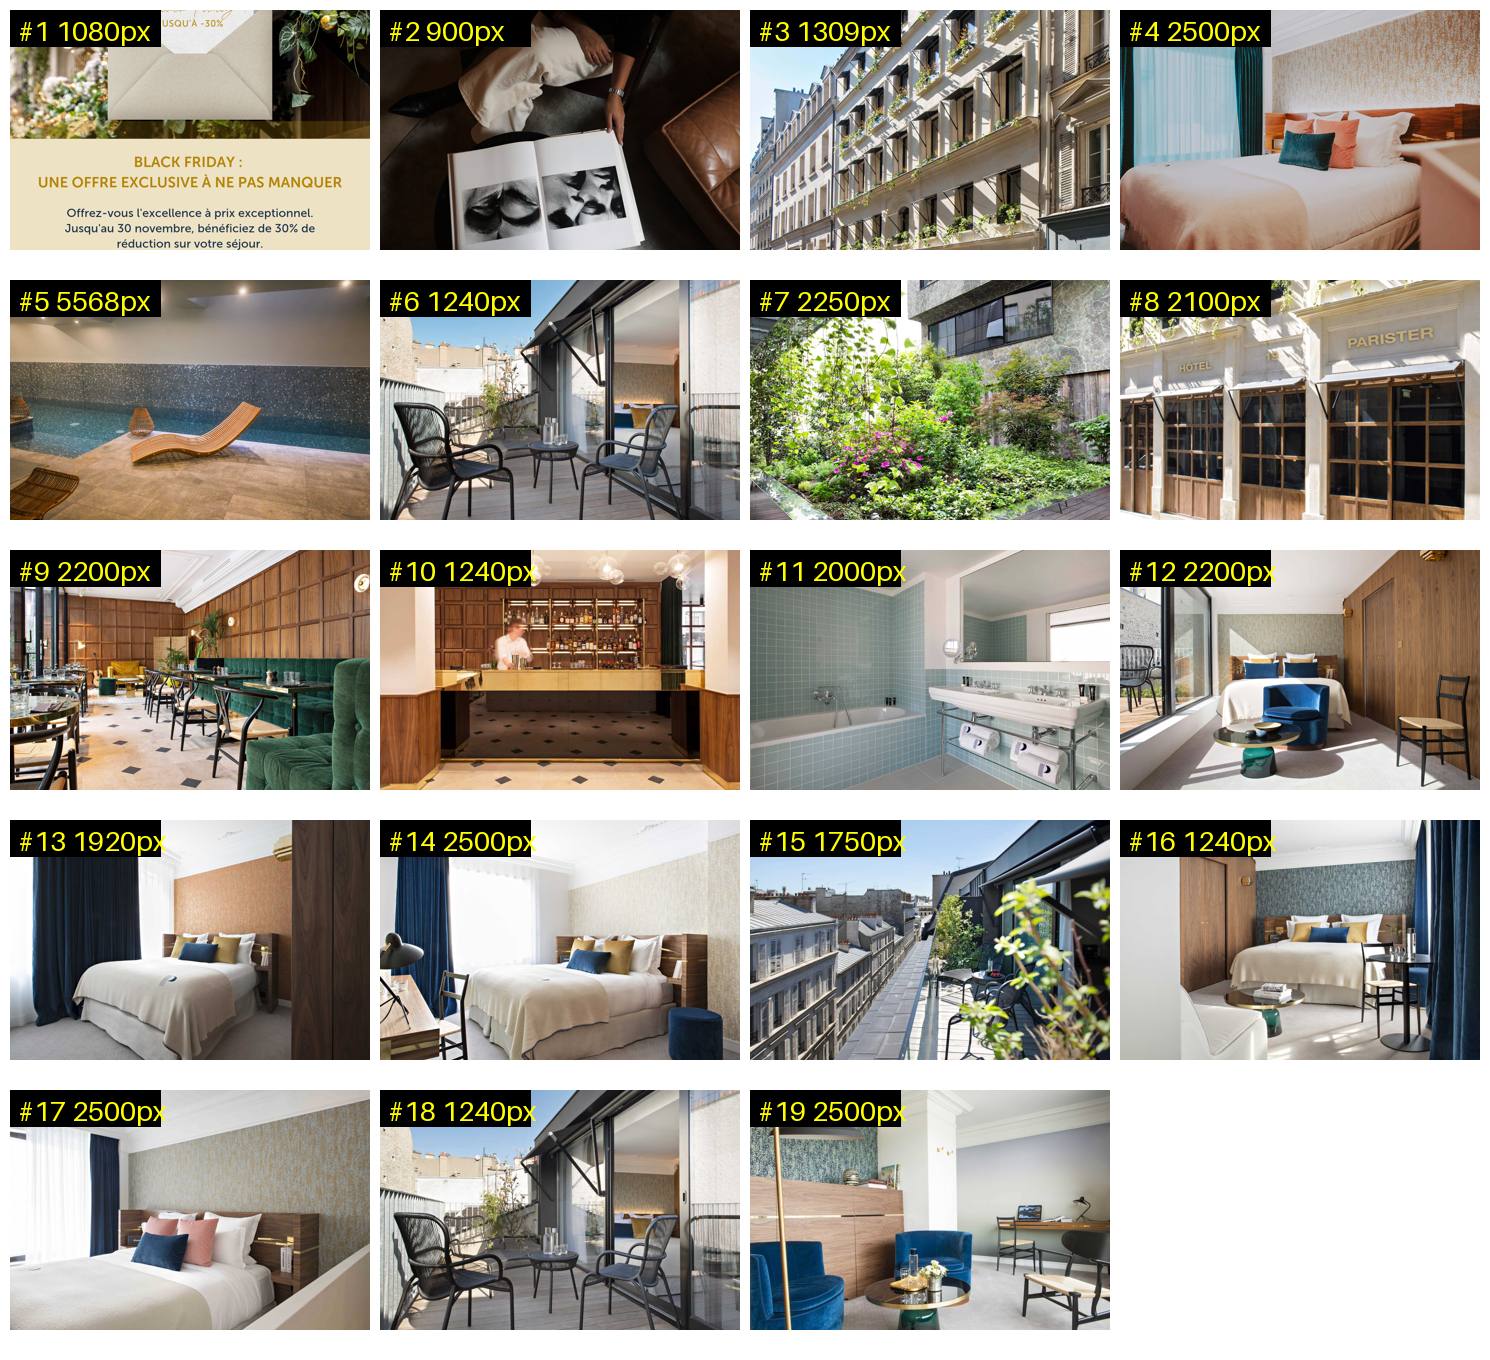 #1 1080px
JUSQU'À -30%
BLACK FRIDAY :
UNE OFFRE EXCLUSIVE À NE PAS MANQUER
Offrez-vous l'excellence à prix exceptionnel.
Jusqu'au 30 novembre, bénéficiez de 30% de
réduction sur votre séjour.
#2 900px
#3 1309px
#4 2500px
#5 5568px
#6 1240px
#7 2250px
#8 2100px
HOTEL
19
PARISTER
#9 2200px
#10 1240px
#11 2000px
#12 2200px
#13 1920px
#14 2500px
#15 1750px
#16 1240px
#17 2500px
#18 1240px
#19 2500px